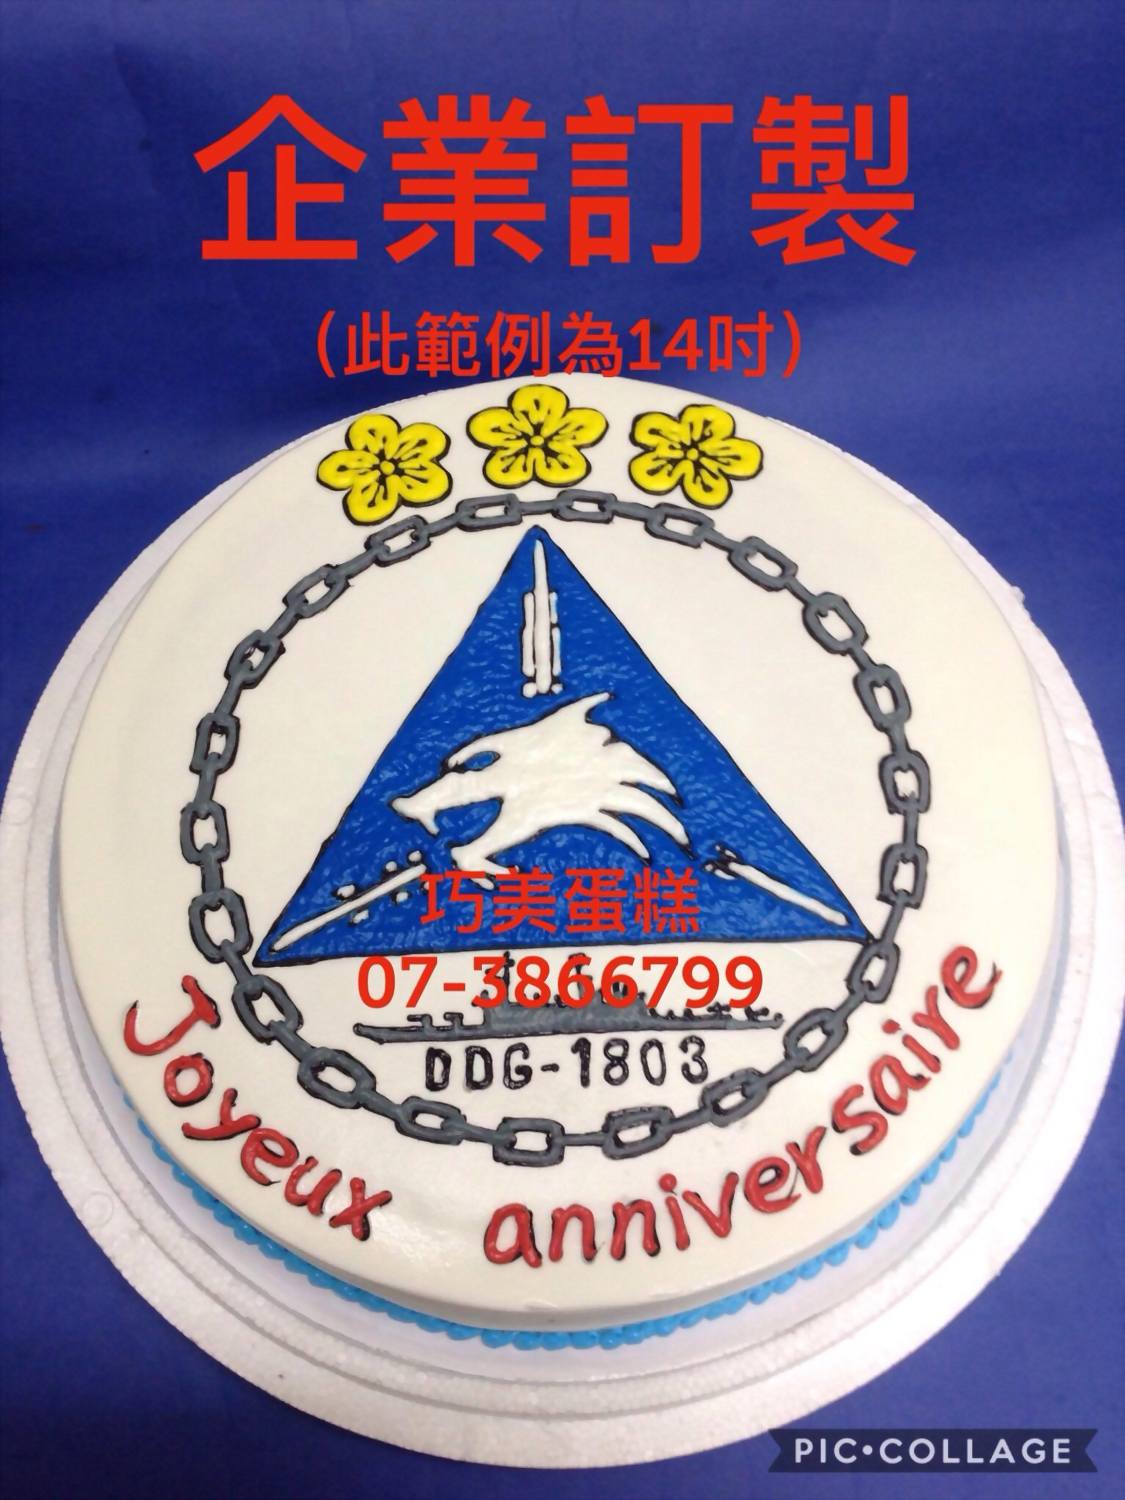 企業訂製
（此範例為14吋）
巧美蛋糕
07-3866799
DDG-1803
Joyeux anniversaire
PIC•COLLAGE